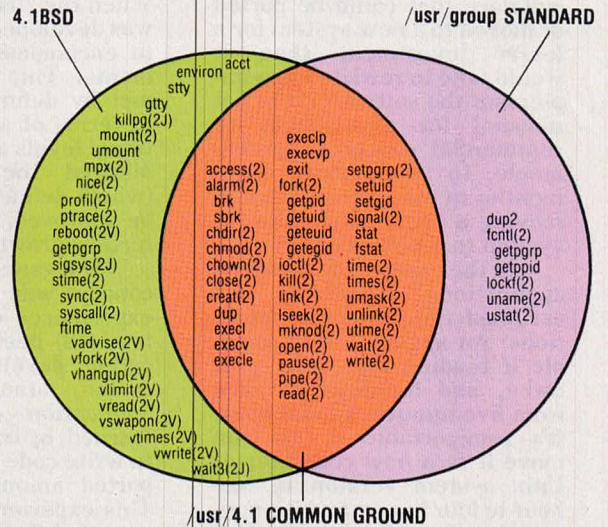 4.1BSD
/usr/group STANDARD
acct
environ
stty
gtty
killpg(2J)
mount(2)
umount
mpx(2)
nice(2)
profil(2)
ptrace(2)
reboot(2V)
getpgrp
sigsys(2J)
stime(2)
sync(2)
syscall(2)
ftime
vadvise(2V)
vfork(2V)
vhangup(2V)
vlimit(2V)
vread(2V)
vswapon(2V)
vtimes(2V)
vwrite(2V)
wait3(2J)
access(2)
alarm(2)
brk
sbrk
chdir(2)
chmod(2)
chown(2)
close(2)
creat(2)
dup
execl
execv
execle
execlp
execvp
exit
fork(2)
getpid
getuid
geteuid
getegid
ioctl(2)
kill(2)
link(2)
lseek(2)
mknod(2)
open(2)
pause(2)
pipe(2)
read(2)
setpgrp(2)
setuid
setgid
signal(2)
stat
fstat
time(2)
times(2)
umask(2)
unlink(2)
utime(2)
wait(2)
write(2)
dup2
fcntl(2)
getpgrp
getppid
lockf(2)
uname(2)
ustat(2)
/usr/4.1 COMMON GROUND